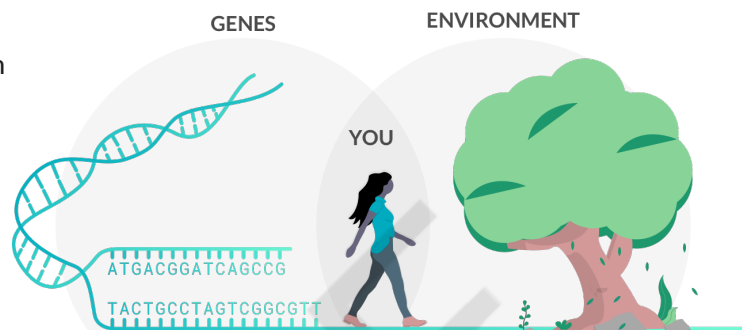 GENES
ENVIRONMENT
n
YOU
ATGACGGATCAGCCG
TACTGCCTAGTCGGCGTT